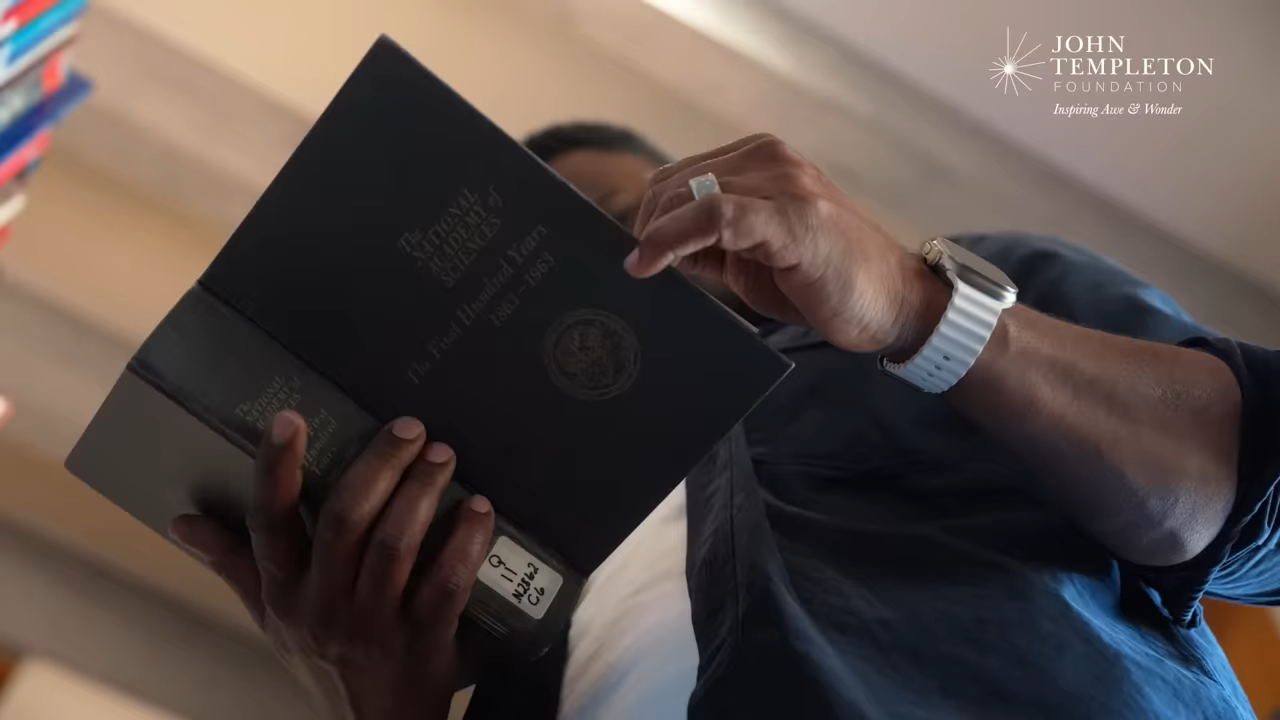 JOHN
TEMPLETON
FOUNDATION
Inspiring Awe & Wonder
The
NATIONAL
ACADEMY of
SCIENCES
The First Hundred Years
1863–1963
The
NATIONAL
ACADEMY of
SCIENCES
First
Hundred
Years
Q
11
.N2862
C6